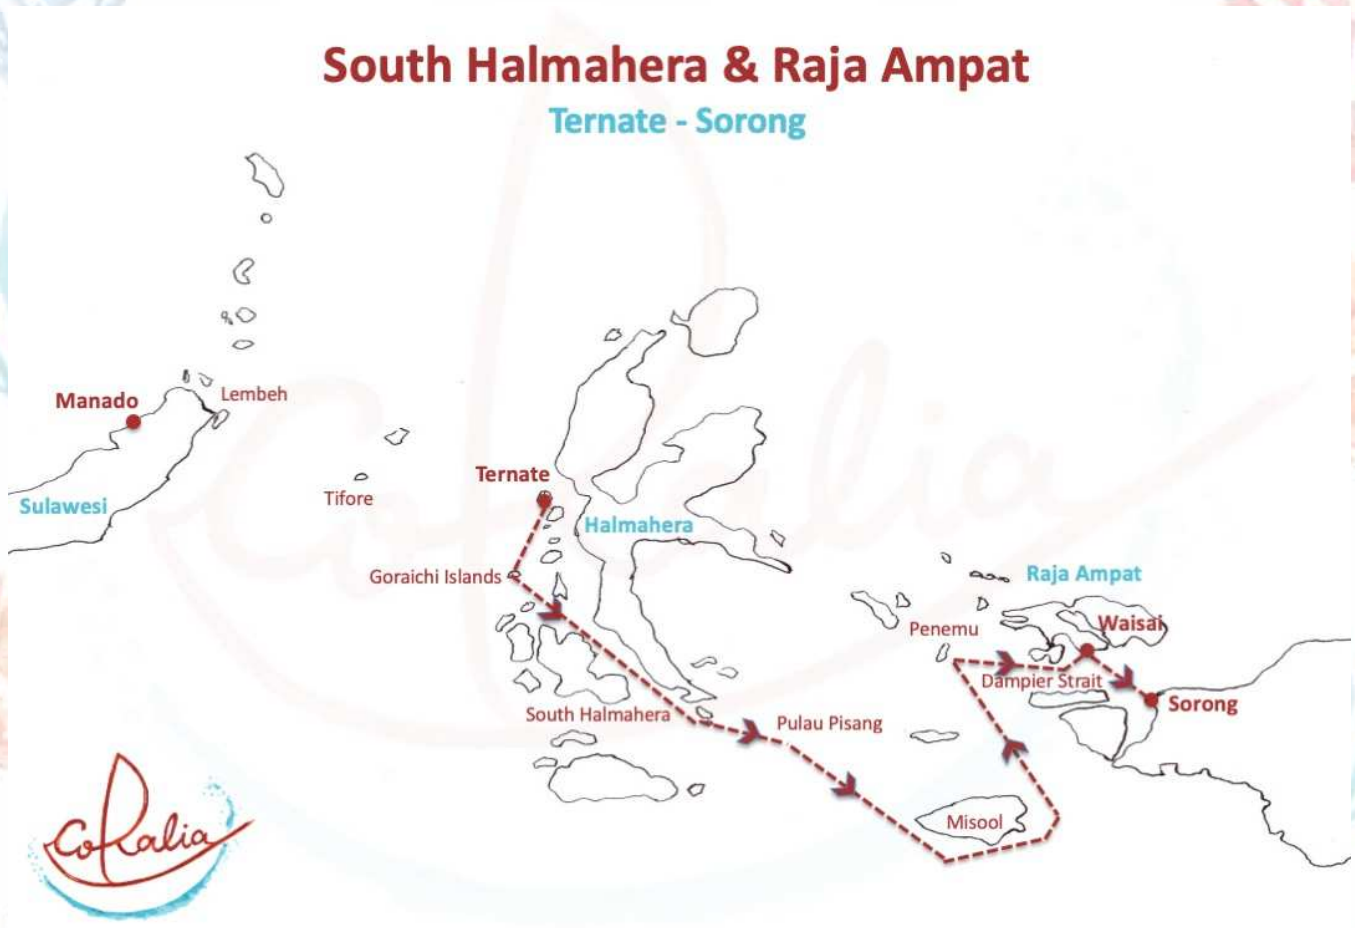 South Halmahera & Raja Ampat
Ternate - Sorong
Manado
Lembeh
Sulawesi
Tifore
Ternate
Halmahera
Goraichi Islands
Raja Ampat
Penemu
Waisai
Dampier Strait
Sorong
South Halmahera
Pulau Pisang
Misool
Coralia